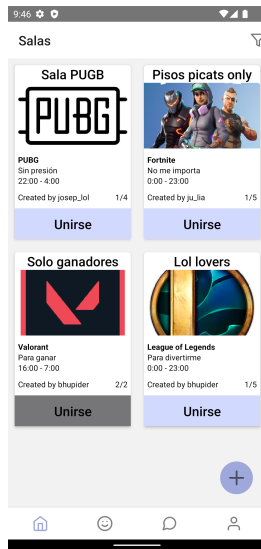 9:46
Salas
Sala PUGB
PUBG
PUBG
Sin presión
22:00 - 4:00
Created by josep_lol 1/4
Unirse
Pisos picats only
Fortnite
No me importa
0:00 - 23:00
Created by ju_lia 1/5
Unirse
Solo ganadores
Valorant
Para ganar
16:00 - 7:00
Created by bhupider 2/2
Unirse
Lol lovers
League of Legends
Para divertirme
0:00 - 23:00
Created by bhupider 1/5
Unirse